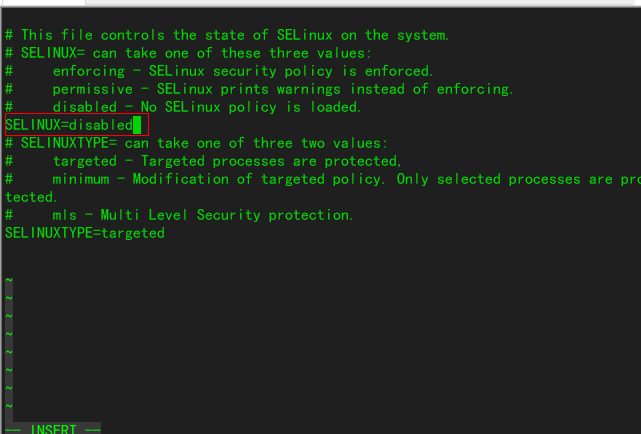 # This file controls the state of SELinux on the system.
# SELINUX= can take one of these three values:
#     enforcing - SELinux security policy is enforced.
#     permissive - SELinux prints warnings instead of enforcing.
#     disabled - No SELinux policy is loaded.
SELINUX=disabled
# SELINUXTYPE= can take one of three two values:
#     targeted - Targeted processes are protected,
#     minimum - Modification of targeted policy. Only selected processes are pro
tected.
#     mls - Multi Level Security protection.
SELINUXTYPE=targeted
~
~
~
~
~
~
~
~
-- INSERT --